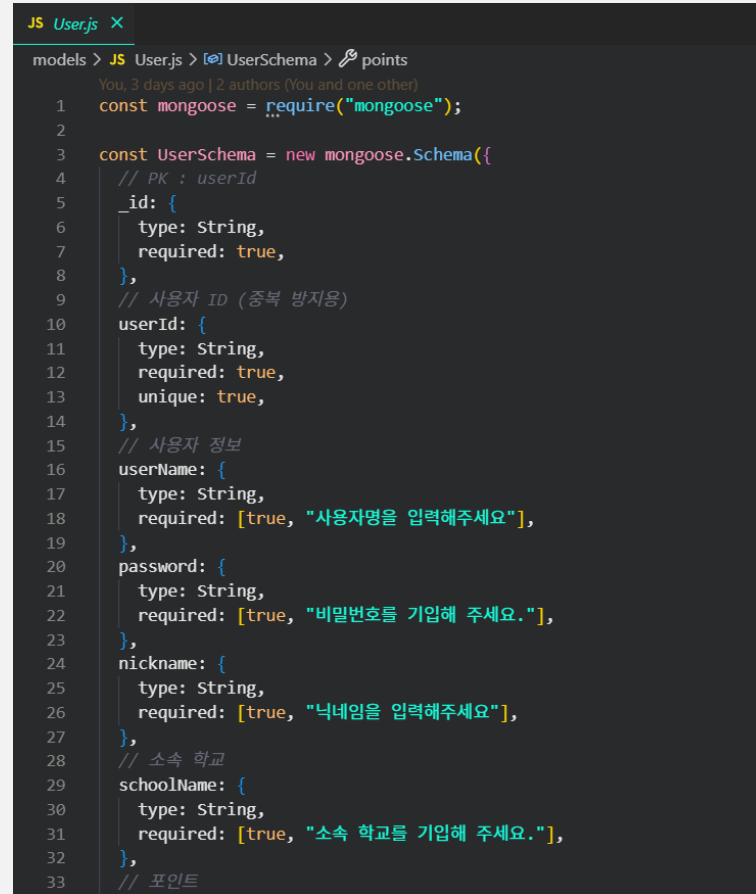 JS User.js ×
models > JS User.js > UserSchema > points
You, 3 days ago | 2 authors (You and one other)
1 const mongoose = require("mongoose");
2
3 const UserSchema = new mongoose.Schema({
4 // PK : userId
5 _id: {
6 type: String,
7 required: true,
8 },
9 // 사용자 ID (중복 방지용)
10 userId: {
11 type: String,
12 required: true,
13 unique: true,
14 },
15 // 사용자 정보
16 userName: {
17 type: String,
18 required: [true, "사용자명을 입력해주세요"],
19 },
20 password: {
21 type: String,
22 required: [true, "비밀번호를 기입해 주세요."],
23 },
24 nickname: {
25 type: String,
26 required: [true, "닉네임을 입력해주세요"],
27 },
28 // 소속 학교
29 schoolName: {
30 type: String,
31 required: [true, "소속 학교를 기입해 주세요."],
32 },
33 // 포인트